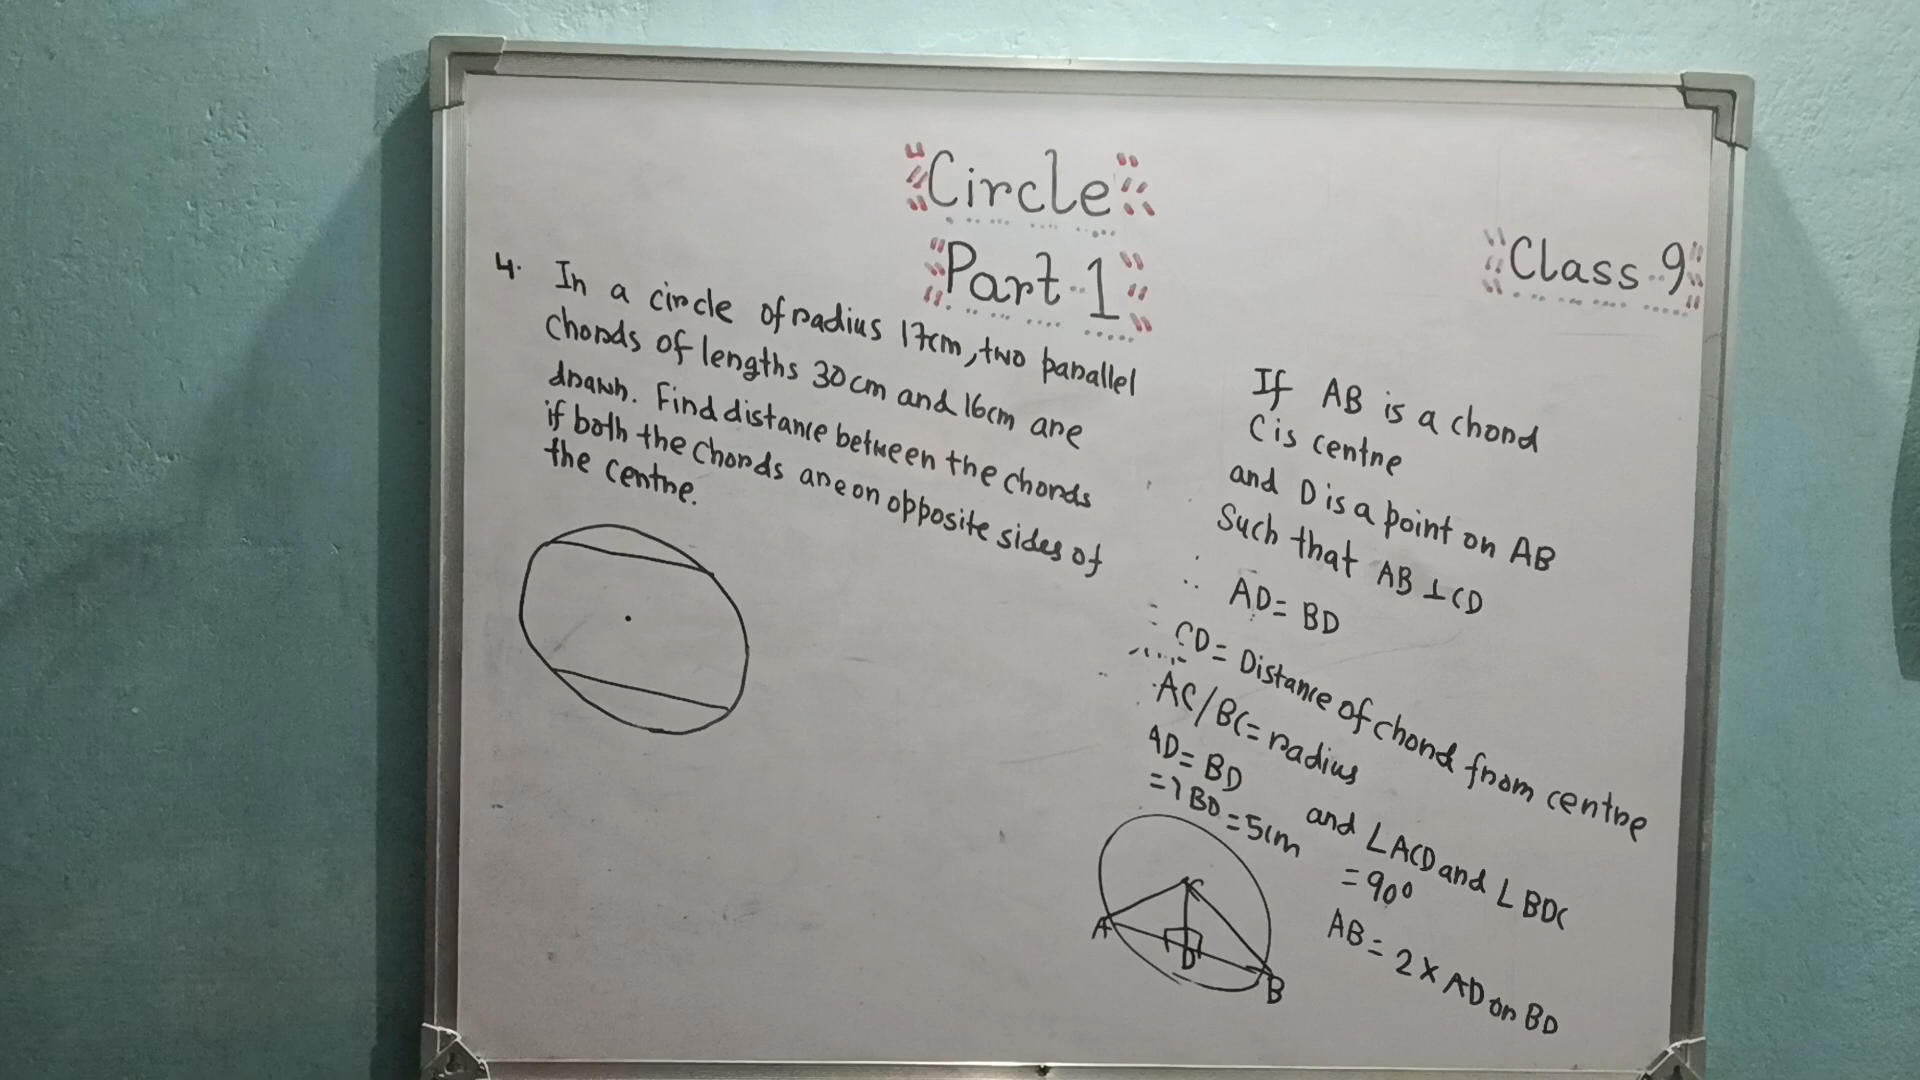 Circle
Part-1
Class-9
4. In a circle of radius 17cm, two parallel
chords of lengths 30cm and 16cm are
drawn. Find distance between the chords
if both the chords are on opposite sides of
the centre.
If AB is a chord
C is centre
and D is a point on AB
Such that AB ⊥ CD
∴ AD = BD
CD = Distance of chord from centre
AC/BC = radius
AD = BD
=> BD = 5cm
and ∠ACD and ∠BDC
= 90°
AB = 2 × AD or BD
C
A
D
B